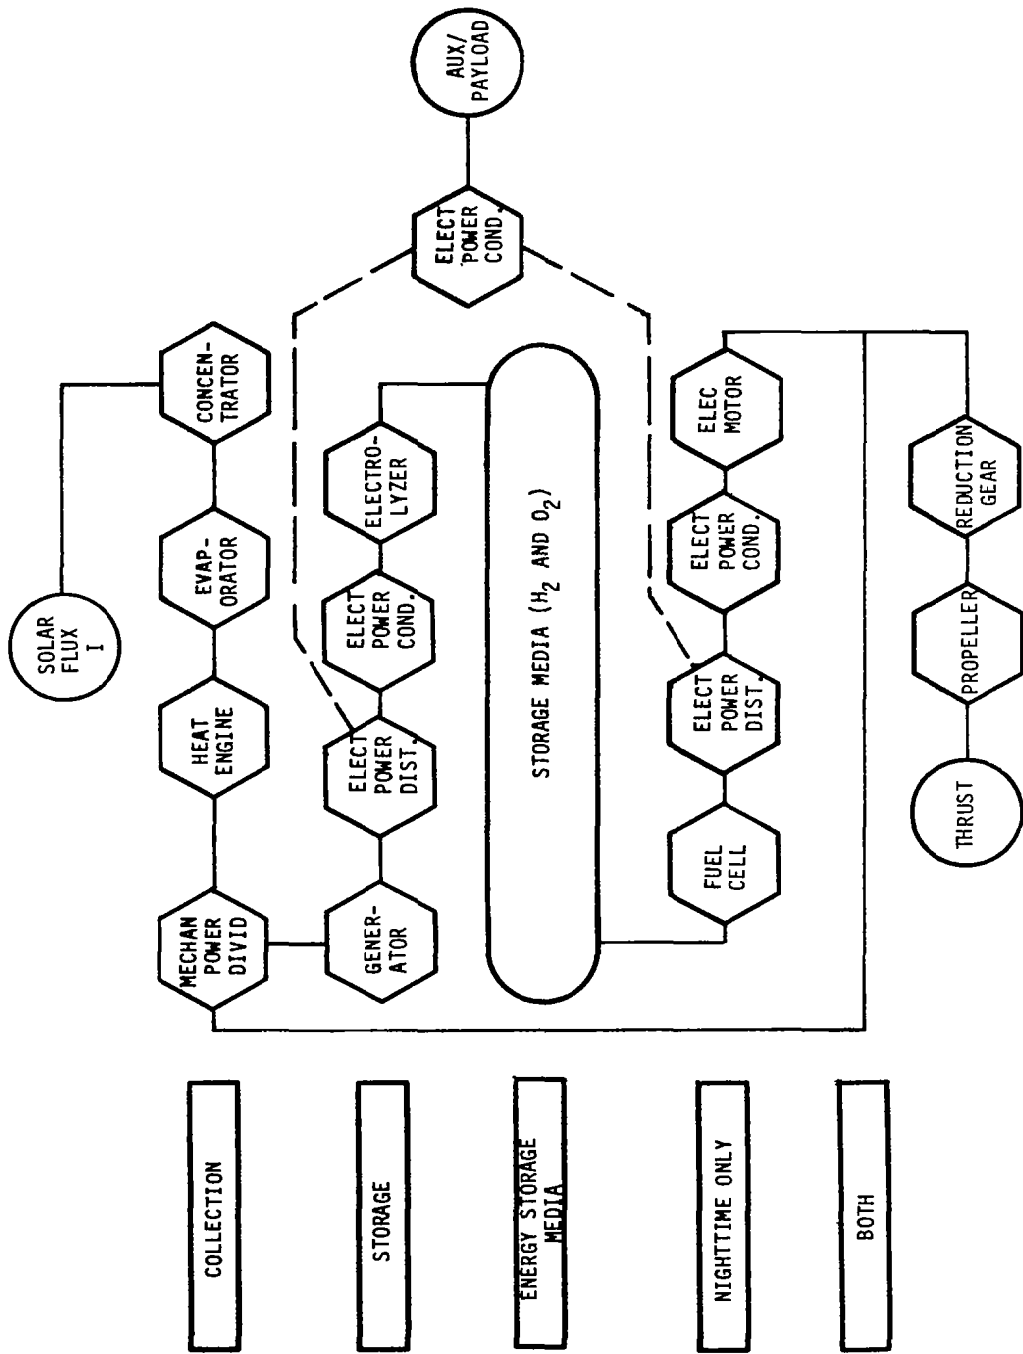 SOLAR
FLUX
I
COLLECTION
MECHAN
POWER
DIVID
HEAT
ENGINE
EVAP-
ORATOR
CONCEN-
TRATOR
STORAGE
GENER-
ATOR
ELECT
POWER
DIST.
ELECT
POWER
COND.
ELECTRO-
LYZER
ELECT
POWER
COND.
AUX/
PAYLOAD
ENERGY STORAGE
MEDIA
STORAGE MEDIA (H2 AND O2)
NIGHTTIME ONLY
FUEL
CELL
ELECT
POWER
DIST.
ELECT
POWER
COND.
ELEC
MOTOR
BOTH
THRUST
PROPELLER
REDUCTION
GEAR